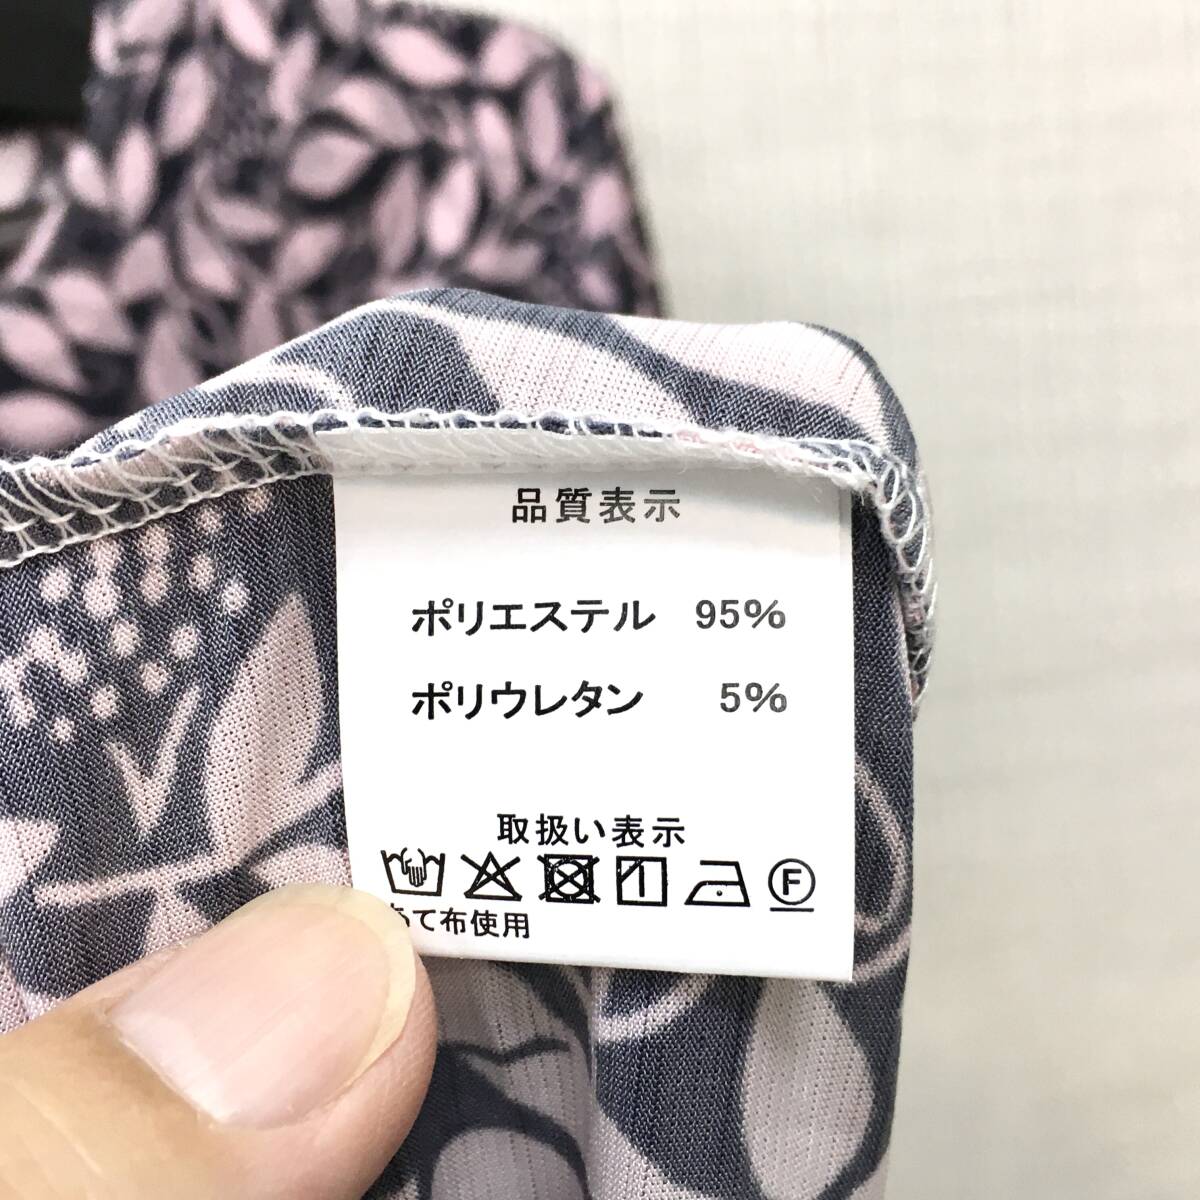 品質表示
ポリエステル 95%
ポリウレタン 5%
取扱い表示
F
あて布使用